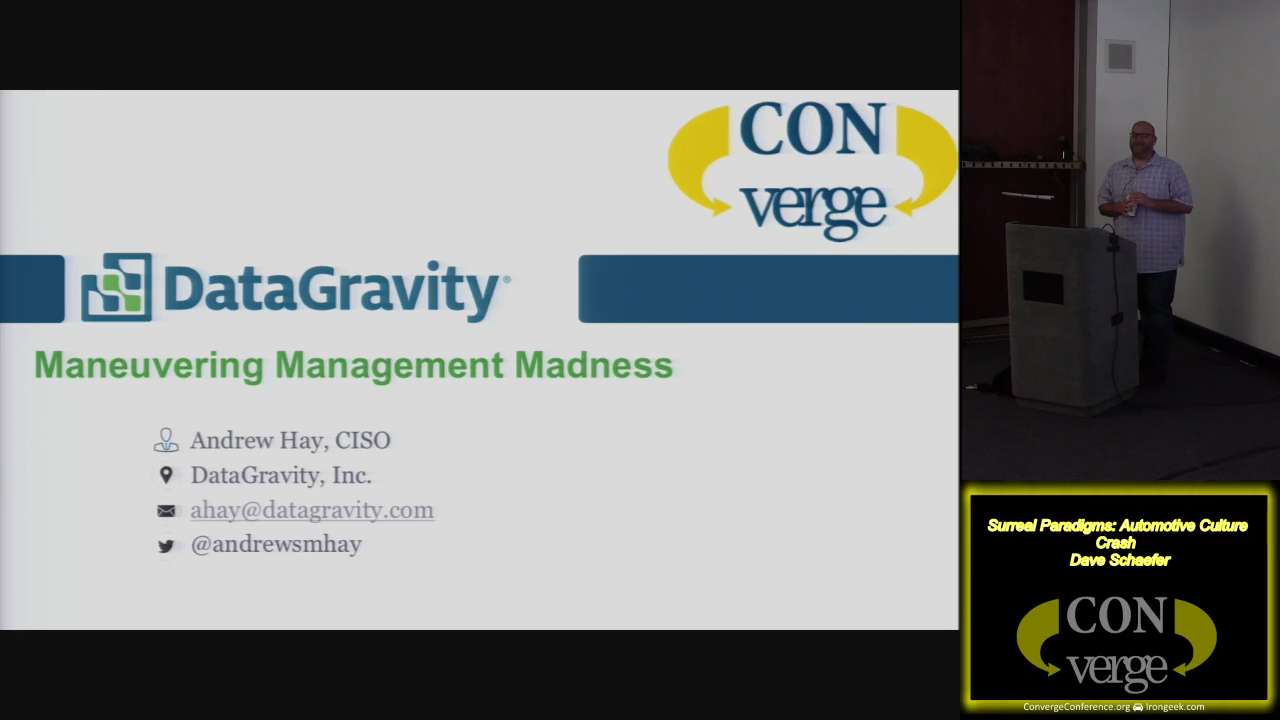 CON
verge
DataGravity®
Maneuvering Management Madness
Andrew Hay, CISO
DataGravity, Inc.
ahay@datagravity.com
@andrewsmhay
Surreal Paradigms: Automotive Culture
Crash
Dave Schaefer
CON
verge
ConvergeConference.org Irongeek.com